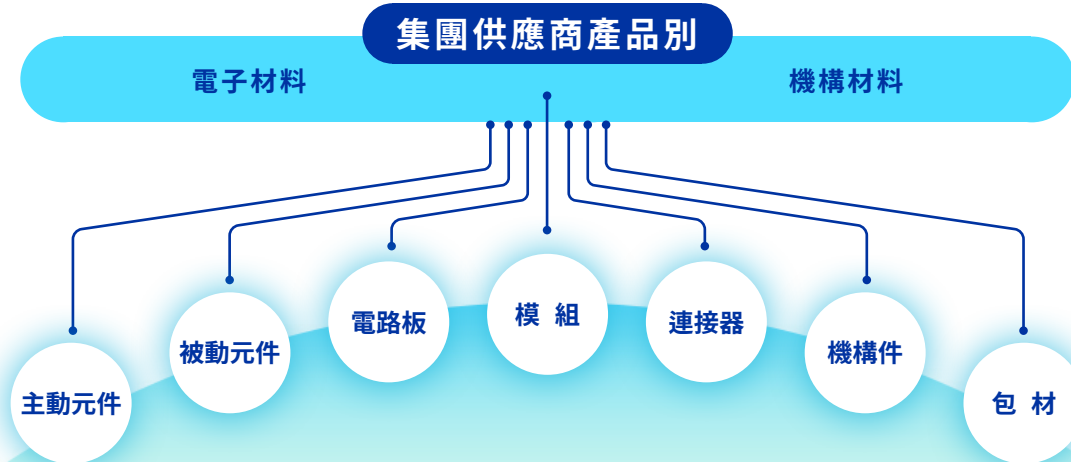 集團供應商產品別
電子材料
機構材料
主動元件
被動元件
電路板
模 組
連接器
機構件
包 材